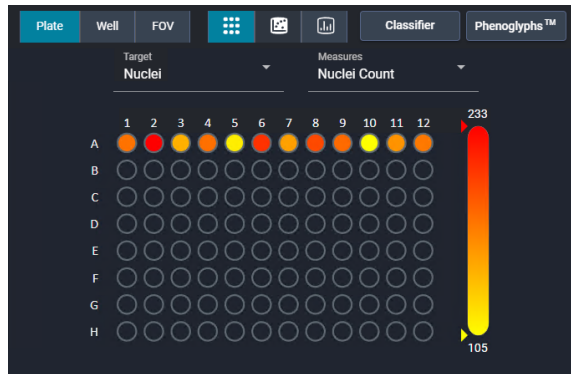 Plate Well FOV Classifier Phenoglyphs™
Target Measures
Nuclei Nuclei Count
1 2 3 4 5 6 7 8 9 10 11 12 233
A
B
C
D
E
F
G
H
105